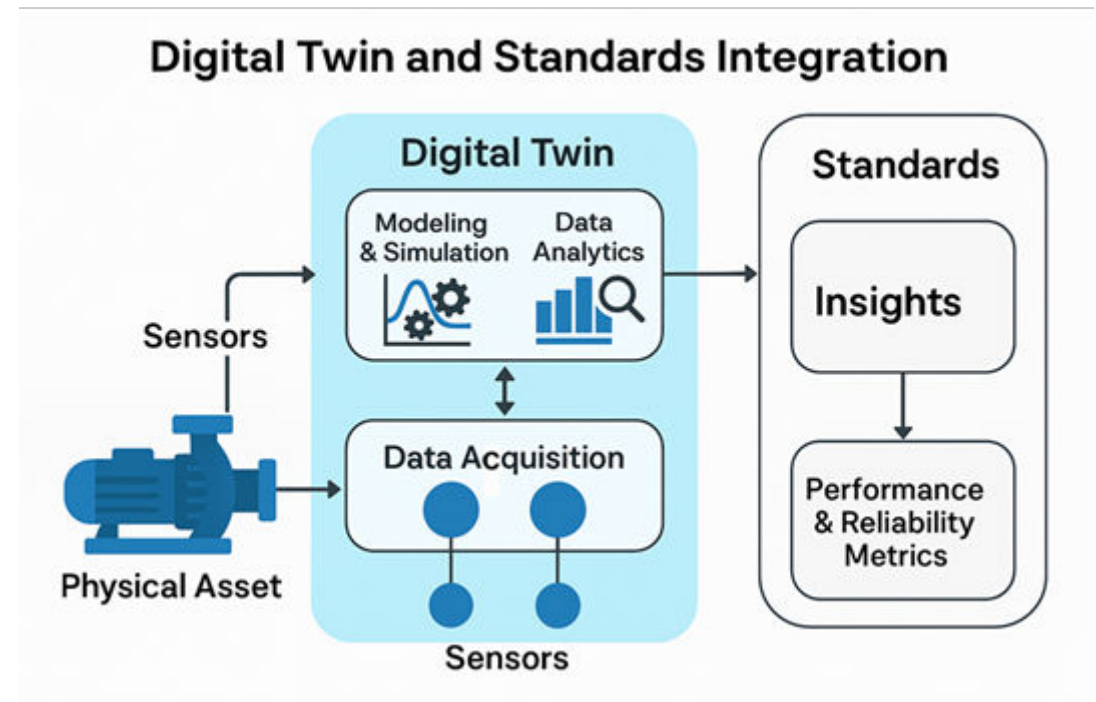 Digital Twin and Standards Integration
Digital Twin
Modeling
& Simulation
Data
Analytics
Sensors
Data Acquisition
Physical Asset
Sensors
Standards
Insights
Performance
& Reliability
Metrics